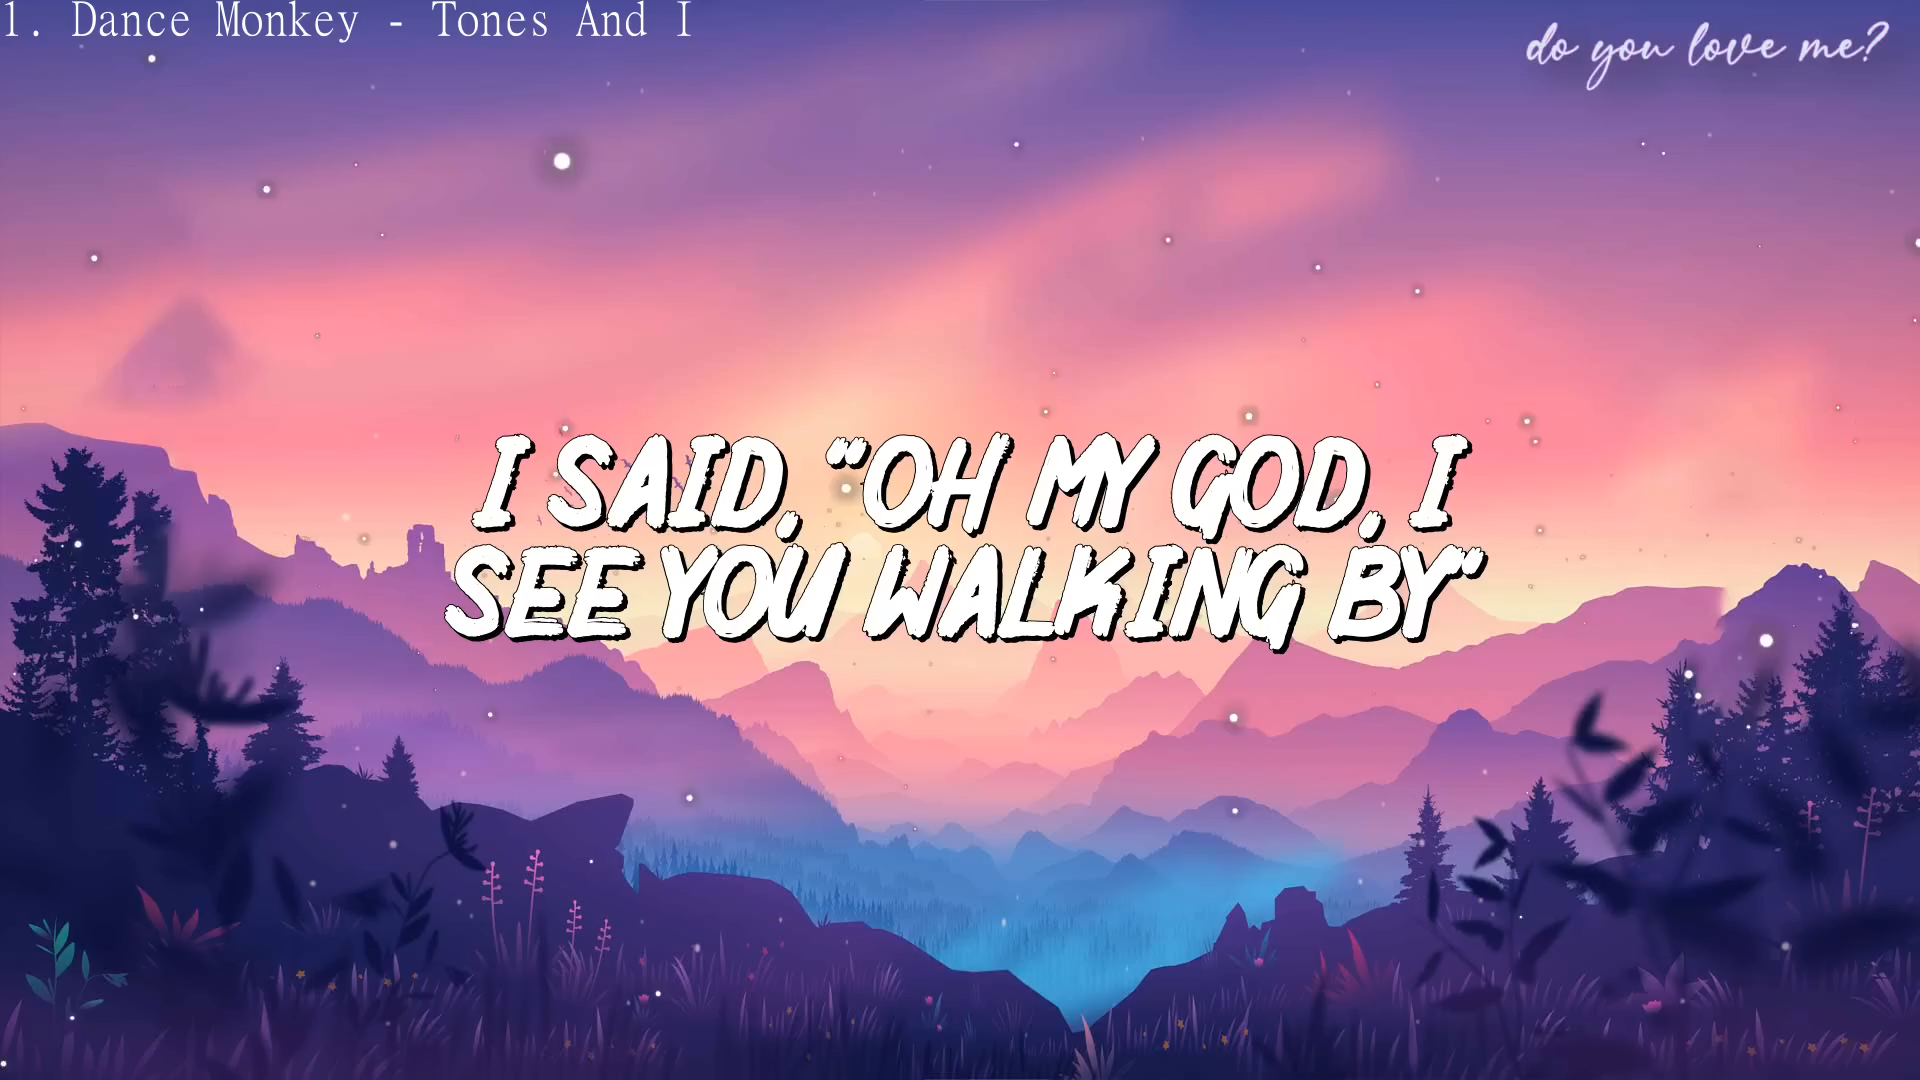 1. Dance Monkey - Tones And I
do you love me?
I SAID, "OH MY GOD, I
SEE YOU WALKING BY"